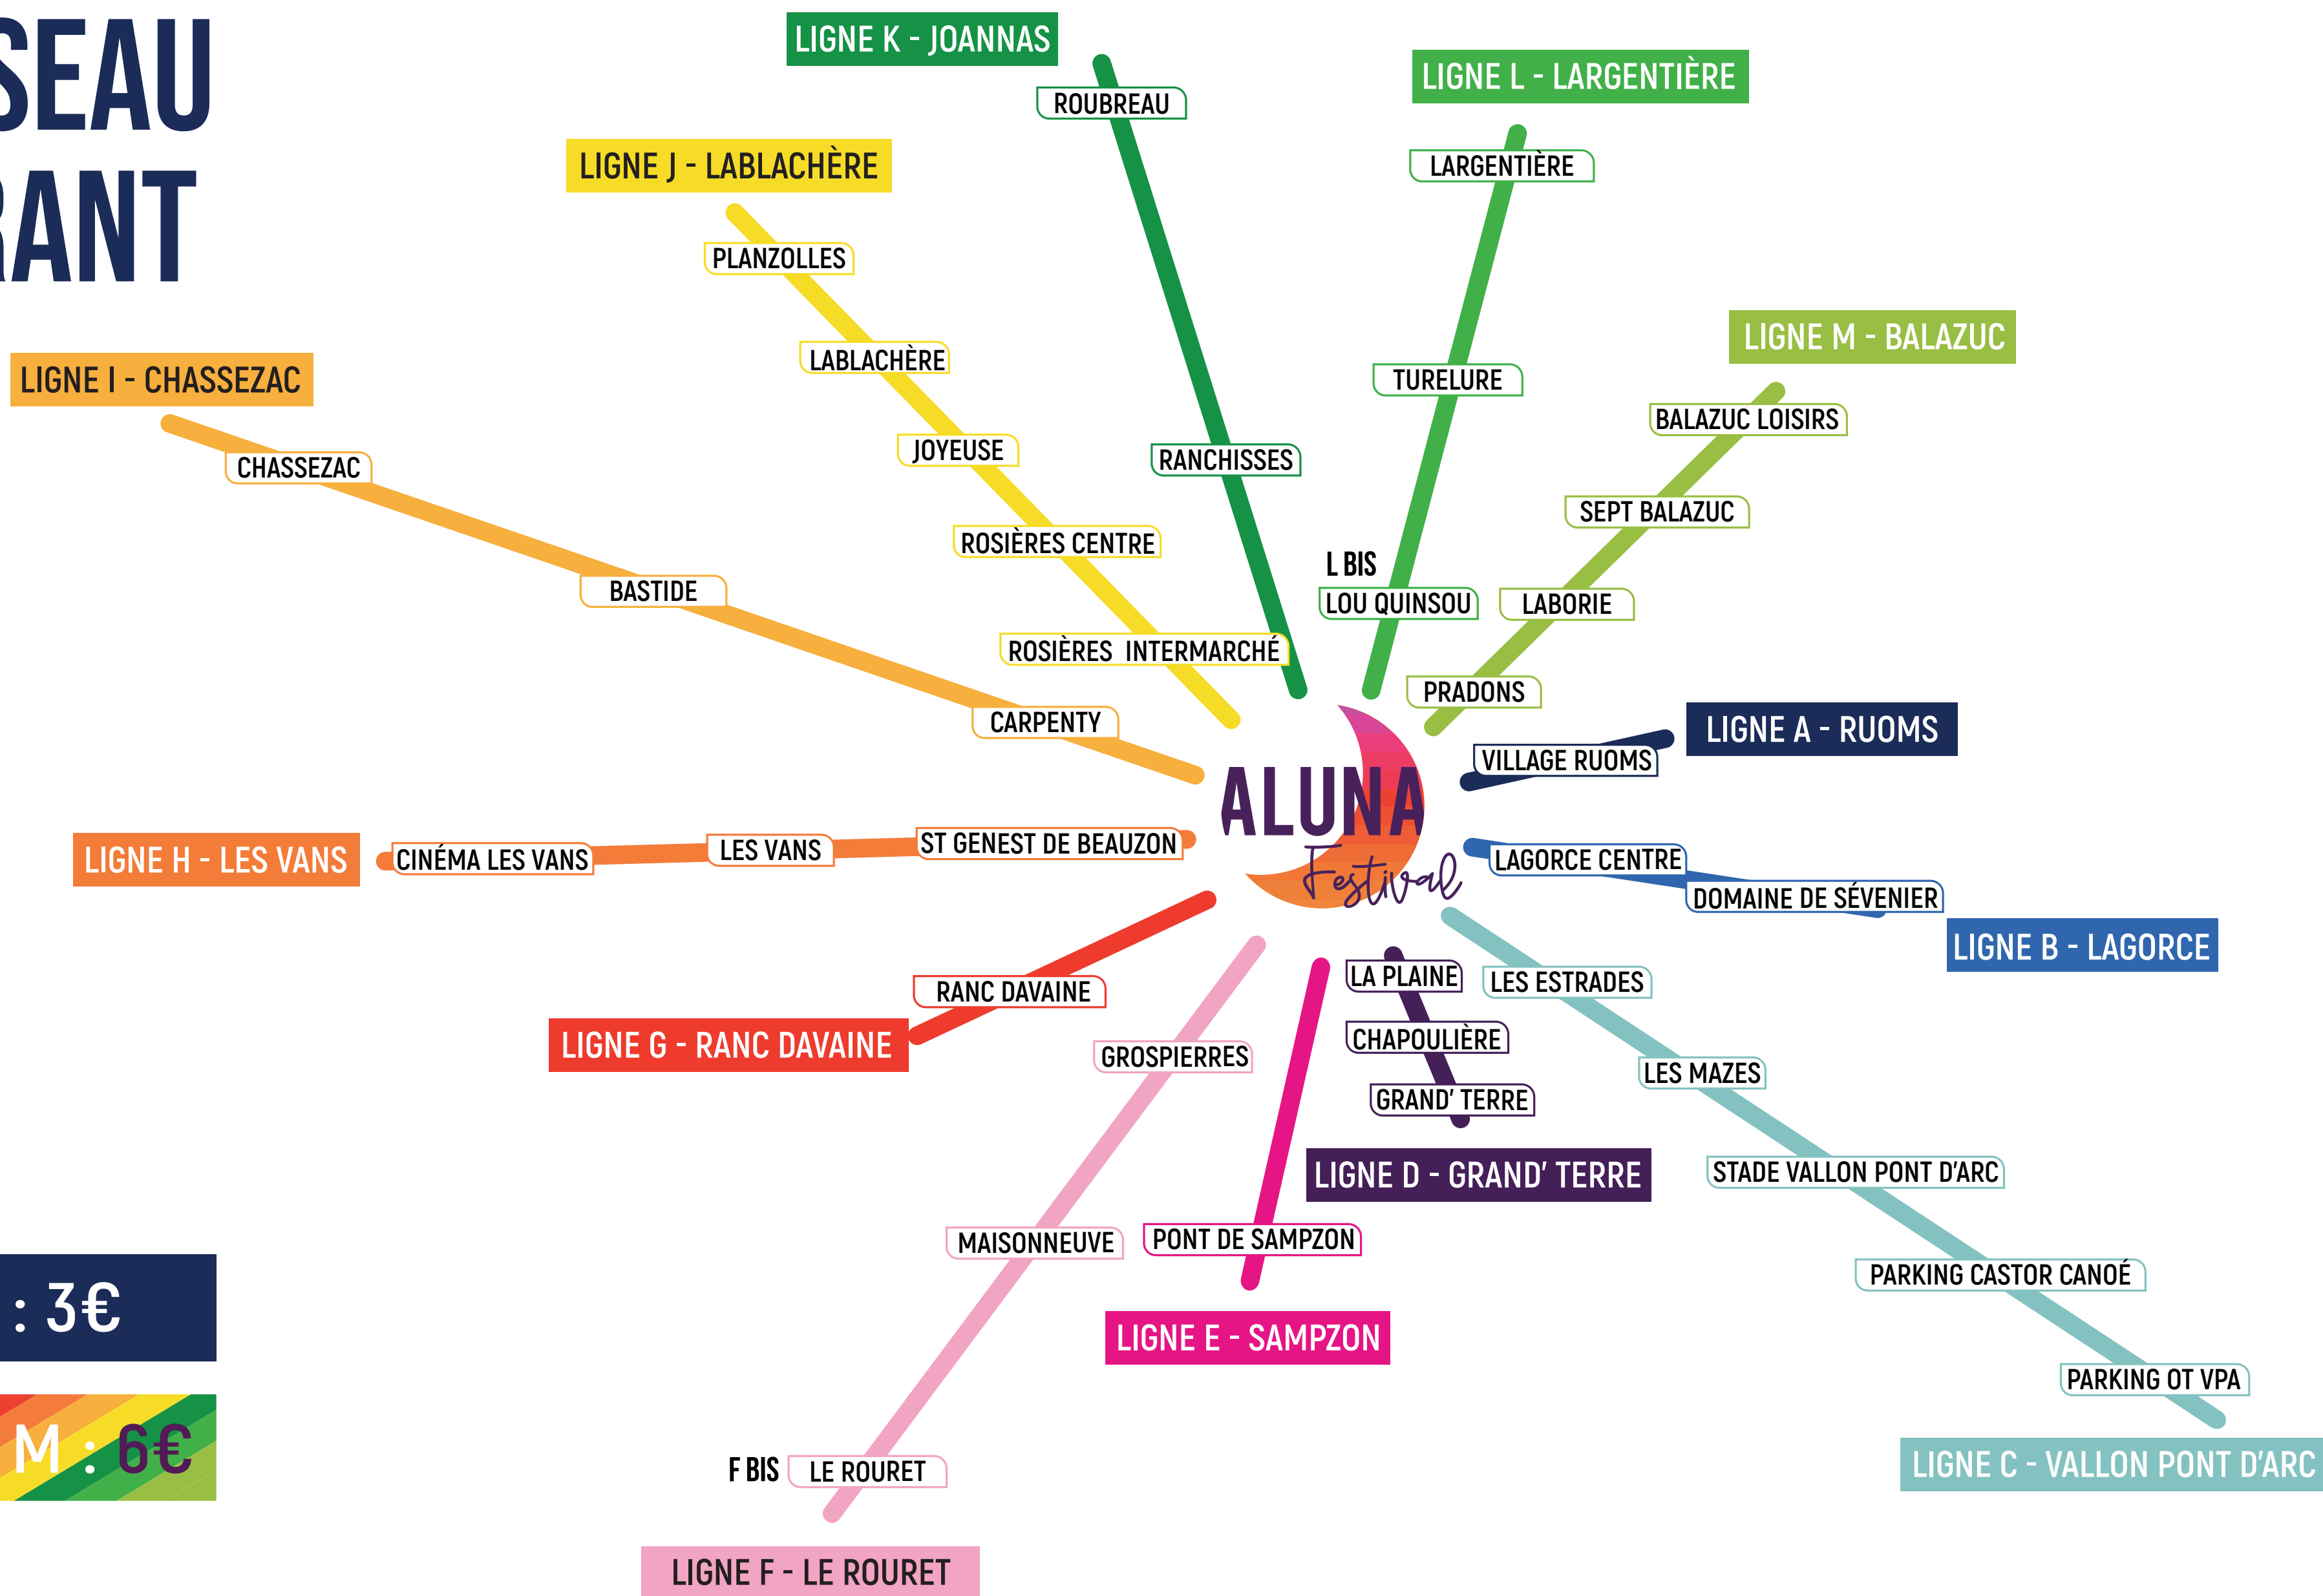 SEAU
RANT
LIGNE K - JOANNAS
ROUBREAU
RANCHISSES
LIGNE L - LARGENTIÈRE
LARGENTIÈRE
TURELURE
L BIS
LOU QUINSOU
LIGNE J - LABLACHÈRE
PLANZOLLES
LABLACHÈRE
JOYEUSE
ROSIÈRES CENTRE
ROSIÈRES INTERMARCHÉ
LIGNE M - BALAZUC
BALAZUC LOISIRS
SEPT BALAZUC
LABORIE
PRADONS
LIGNE I - CHASSEZAC
CHASSEZAC
BASTIDE
CARPENTY
LIGNE A - RUOMS
VILLAGE RUOMS
ALUNA
Festival
LIGNE H - LES VANS
CINÉMA LES VANS
LES VANS
ST GENEST DE BEAUZON
LAGORCE CENTRE
DOMAINE DE SÉVENIER
LIGNE B - LAGORCE
RANC DAVAINE
LIGNE G - RANC DAVAINE
LA PLAINE
CHAPOULIÈRE
GRAND' TERRE
LIGNE D - GRAND' TERRE
LES ESTRADES
LES MAZES
STADE VALLON PONT D'ARC
PARKING CASTOR CANOÉ
PARKING OT VPA
LIGNE C - VALLON PONT D'ARC
GROSPIERRES
MAISONNEUVE
F BIS
LE ROURET
LIGNE F - LE ROURET
PONT DE SAMPZON
LIGNE E - SAMPZON
: 3€
M : 6€